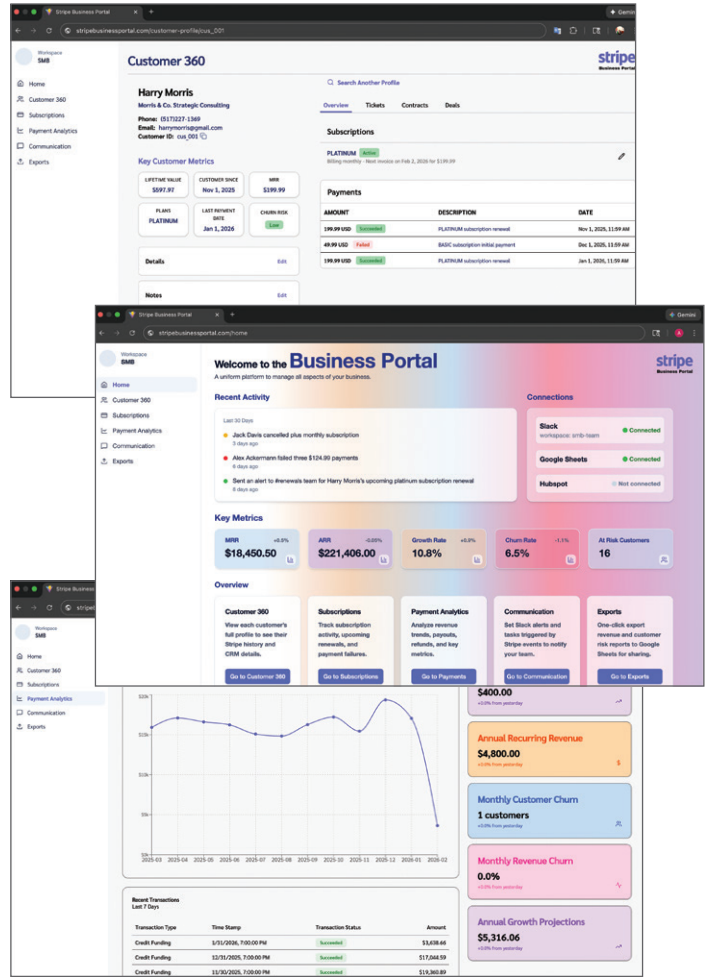 Stripe Business Portal
Gemini
stripebusinessportal.com/customer-profile/cus_001
Workspace
SMB
Home
Customer 360
Subscriptions
Payment Analytics
Communication
Exports
Customer 360
stripe
Business Portal
Harry Morris
Morris & Co. Strategic Consulting
Phone: (517)227-1369
Email: harrymorris@gmail.com
Customer ID: cus_001
Key Customer Metrics
LIFETIME VALUE
$597.97
CUSTOMER SINCE
Nov 1, 2025
MRR
$199.99
PLANS
PLATINUM
LAST PAYMENT DATE
Jan 1, 2026
CHURN RISK
Low
Details Edit
Notes Edit
Search Another Profile
Overview Tickets Contracts Deals
Subscriptions
PLATINUM Active
Billing monthly · Next invoice on Feb 2, 2026 for $199.99
Payments
AMOUNT DESCRIPTION DATE
199.99 USD Succeeded PLATINUM subscription renewal Nov 1, 2025, 11:59 AM
49.99 USD Failed BASIC subscription initial payment Dec 1, 2025, 11:59 AM
199.99 USD Succeeded PLATINUM subscription renewal Jan 1, 2026, 11:59 AM
Stripe Business Portal
Gemini
stripebusinessportal.com/home
Workspace
SMB
Home
Customer 360
Subscriptions
Payment Analytics
Communication
Exports
Welcome to the Business Portal
A uniform platform to manage all aspects of your business.
stripe
Business Portal
Recent Activity
Last 30 Days
Jack Davis cancelled plus monthly subscription
3 days ago
Alex Ackermann failed three $124.99 payments
6 days ago
Sent an alert to #renewals team for Harry Morris's upcoming platinum subscription renewal
8 days ago
Connections
Slack
workspace: smb-team
Connected
Google Sheets Connected
Hubspot Not connected
Key Metrics
MRR
$18,450.50
ARR
$221,406.00
Growth Rate
10.8%
Churn Rate -1.1%
6.5%
At Risk Customers
16
Overview
Customer 360
View each customer's
full profile to see their
Stripe history and
CRM details.
Go to Customer 360
Subscriptions
Track subscription
activity, upcoming
renewals, and
payment failures.
Go to Subscriptions
Payment Analytics
Analyze revenue
trends, payouts,
refunds, and key
metrics.
Go to Payments
Communication
Set Slack alerts and
tasks triggered by
Stripe events to notify
your team.
Go to Communication
Exports
One-click export
revenue and customer
risk reports to Google
Sheets for sharing.
Go to Exports
Stripe Business
Workspace
SMB
Home
Customer 360
Subscriptions
Payment Analytics
Communication
Exports
$20k
$15k
$10k
$5k
$0k
2025-03 2025-04 2025-05 2025-06 2025-07 2025-08 2025-09 2025-10 2025-11 2025-12 2026-01 2026-02
Recent Transactions
Last 7 Days
Transaction Type Time Stamp Transaction Status Amount
Credit Funding 1/31/2026, 7:00:00 PM Succeeded $3,638.66
Credit Funding 12/31/2025, 7:00:00 PM Succeeded $17,044.59
Credit Funding 11/30/2025, 7:00:00 PM Succeeded $19,360.89
$400.00
+0.0% from yesterday
Annual Recurring Revenue
$4,800.00
+0.0% from yesterday
Monthly Customer Churn
1 customers
+0.0% from yesterday
Monthly Revenue Churn
0.0%
+0.0% from yesterday
Annual Growth Projections
$5,316.06
+0.0% from yesterday